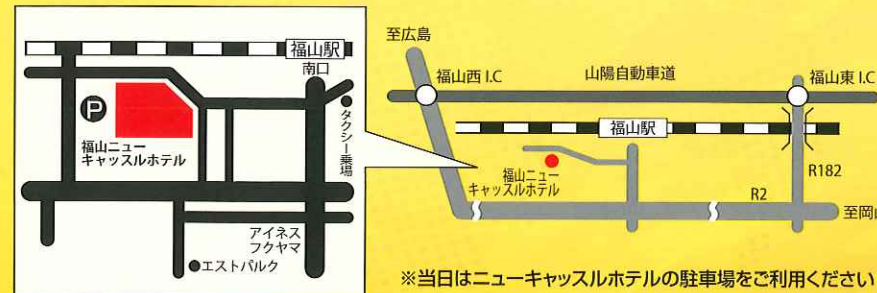 福山駅
南口
P
福山ニュー
キャッスルホテル
タクシー乗場
アイネス
フクヤマ
エストパルク
至広島
福山西 I.C
山陽自動車道
福山東 I.C
福山駅
福山ニュー
キャッスルホテル
R182
R2
至岡山
※当日はニューキャッスルホテルの駐車場をご利用ください